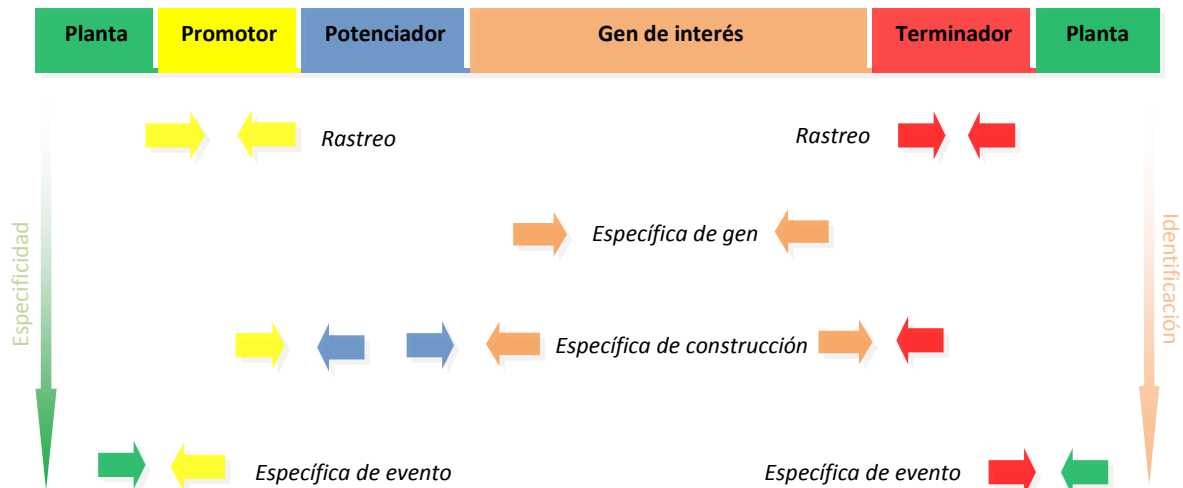 Planta Promotor Potenciador Gen de interés Terminador Planta
Rastreo Rastreo
Específica de gen
Especificidad
Identificación
Específica de construcción
Específica de evento Específica de evento